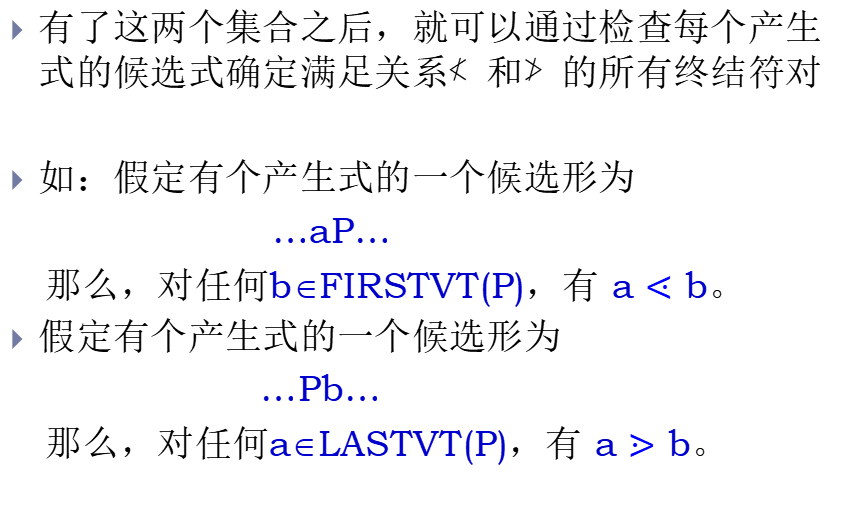 有了这两个集合之后，就可以通过检查每个产生
式的候选式确定满足关系⋖ 和⋗ 的所有终结符对
如：假定有个产生式的一个候选形为
…aP…
那么，对任何b∈FIRSTVT(P)，有 a ⋖ b。
假定有个产生式的一个候选形为
…Pb…
那么，对任何a∈LASTVT(P)，有 a ⋗ b。